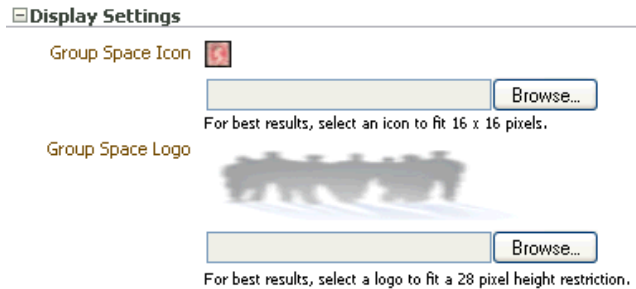 Display Settings
Group Space Icon
Browse...
For best results, select an icon to fit 16 x 16 pixels.
Group Space Logo
Browse...
For best results, select a logo to fit a 28 pixel height restriction.